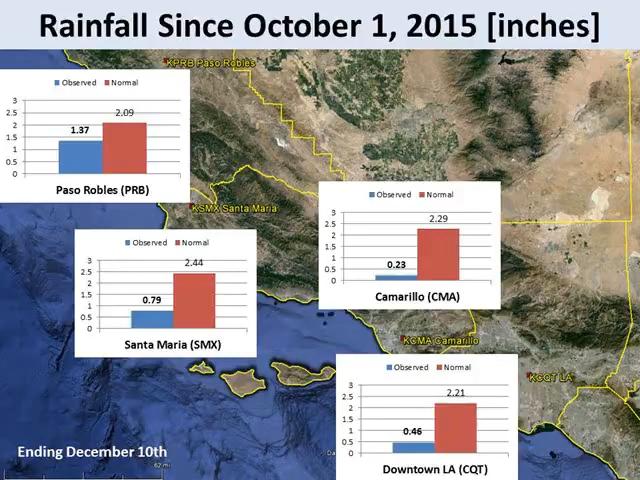 Rainfall Since October 1, 2015 [inches]
KPRB Paso Robles
Observed Normal
3
2.5
2
1.5
1
0.5
0
1.37
2.09
Paso Robles (PRB)
KSMX Santa Maria
Observed Normal
3
2.5
2
1.5
1
0.5
0
0.23
2.29
Camarillo (CMA)
Observed Normal
3
2.5
2
1.5
1
0.5
0
0.79
2.44
Santa Maria (SMX)
KCMA Camarillo
KCQT LA
Observed Normal
3
2.5
2
1.5
1
0.5
0
0.46
2.21
Downtown LA (CQT)
Ending December 10th
62 mi